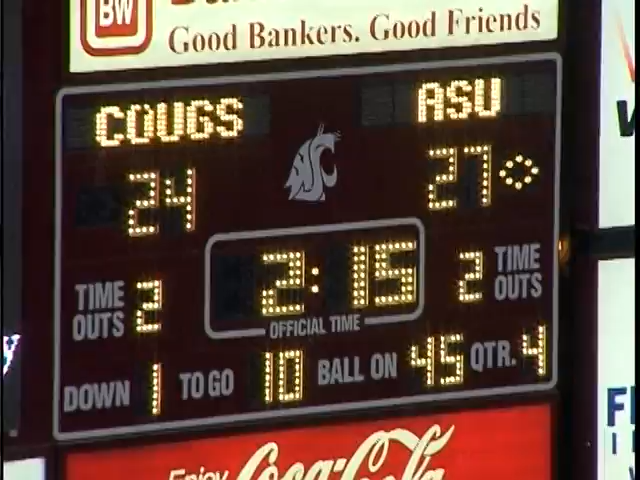 BW
Good Bankers. Good Friends
COUGS ASU
24 27
2:15
TIME OUTS 2 2 TIME OUTS
OFFICIAL TIME
DOWN 1 TO GO 10 BALL ON 45 QTR. 4
Enjoy
Coca-Cola